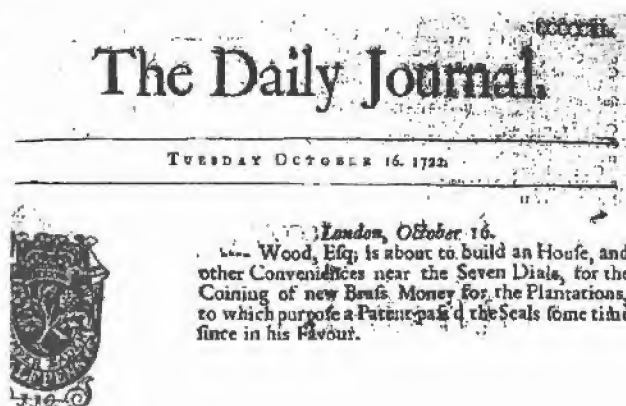 The Daily Journal.
TUESDAY OCTOBER 16. 1722.
London, October 16.
Wood, Esq; is about to build an House, and
other Conveniences near the Seven Dials, for the
Coining of new Brass Money for the Plantations,
to which purpose a Patent pass'd the Seals some time
since in his Favour.